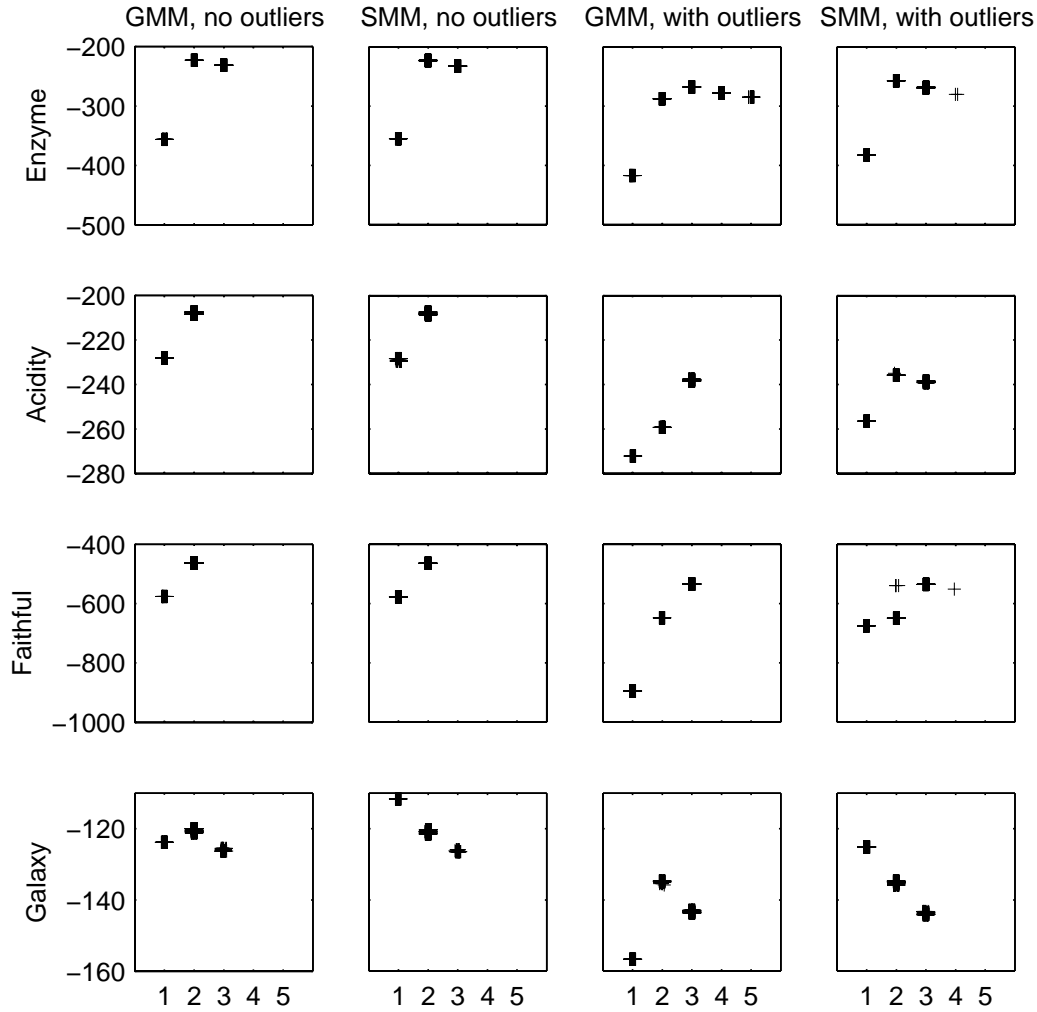 GMM, no outliers SMM, no outliers GMM, with outliers SMM, with outliers
Enzyme
−200
−300
−400
−500
Acidity
−200
−220
−240
−260
−280
Faithful
−400
−600
−800
−1000
Galaxy
−120
−140
−160
1 2 3 4 5 1 2 3 4 5 1 2 3 4 5 1 2 3 4 5